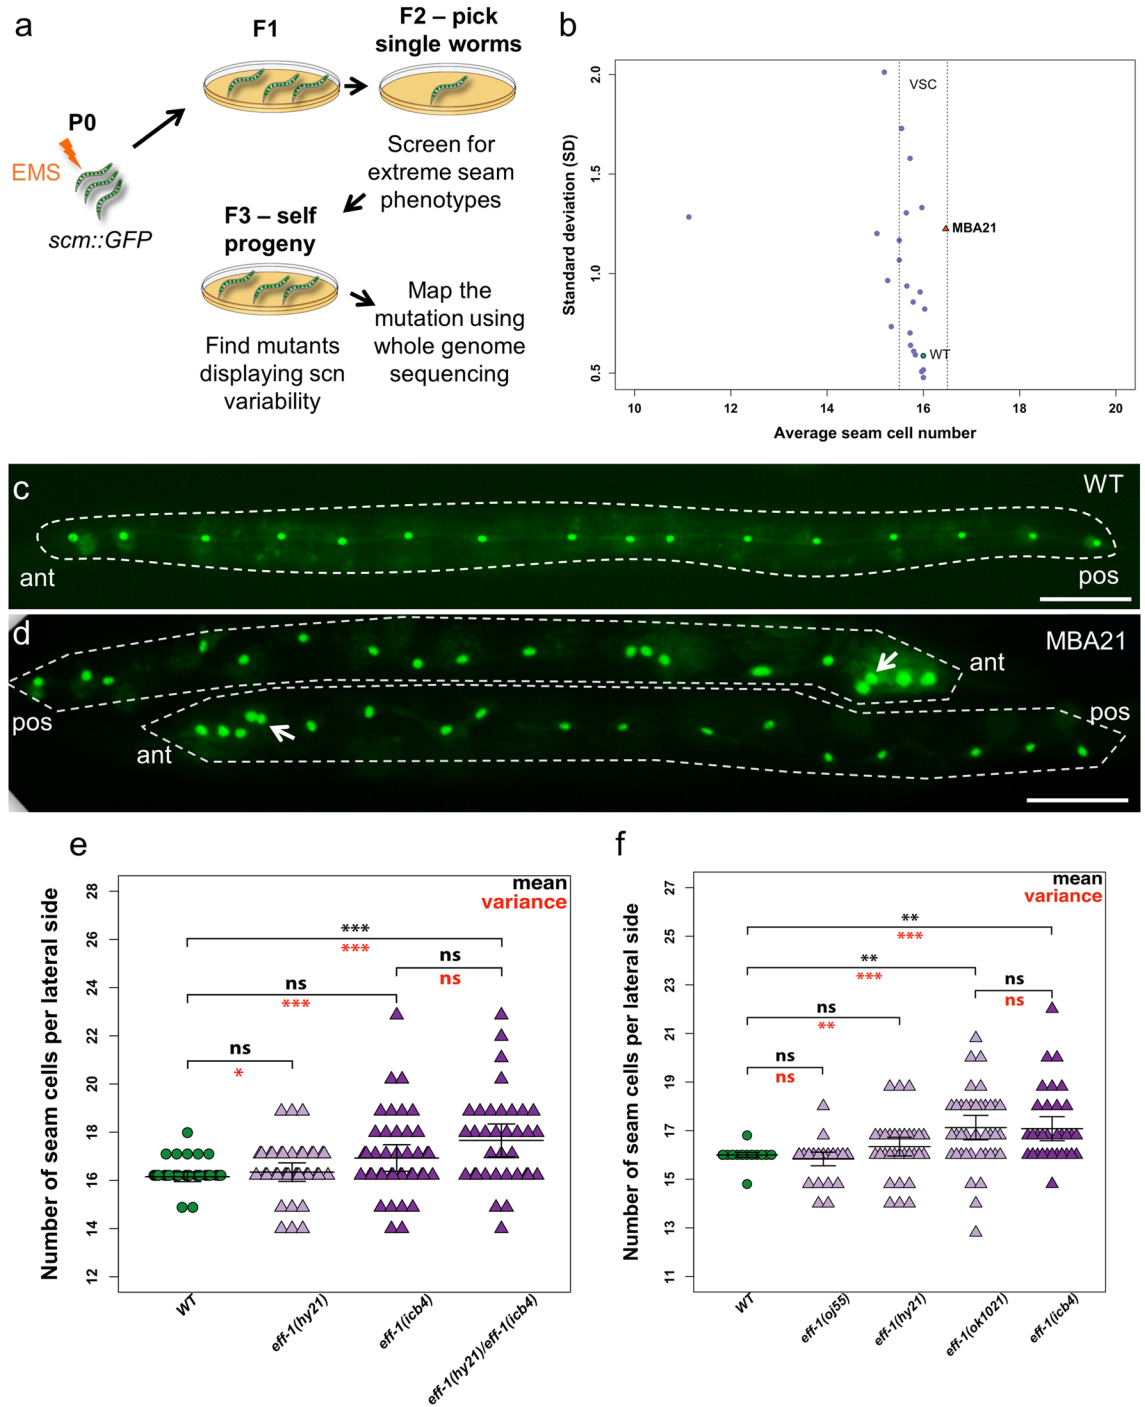 a
F1
F2 – pick
single worms
P0
EMS
scm::GFP
Screen for
extreme seam
phenotypes
F3 – self
progeny
Find mutants
displaying scn
variability
Map the
mutation using
whole genome
sequencing
b
Standard deviation (SD)
2.0
1.5
1.0
0.5
VSC
MBA21
WT
10 12 14 16 18 20
Average seam cell number
c
WT
ant
pos
d
MBA21
ant
pos
pos
ant
e
Number of seam cells per lateral side
28
26
24
22
20
18
16
14
12
mean
variance
***
***
ns
ns
ns
***
ns
*
WT
eff-1(hy21)
eff-1(icb4)
eff-1(hy21)/eff-1(icb4)
f
Number of seam cells per lateral side
27
25
23
21
19
17
15
13
11
mean
variance
**
***
**
***
ns
ns
ns
**
ns
ns
WT
eff-1(oj55)
eff-1(hy21)
eff-1(ok1021)
eff-1(icb4)